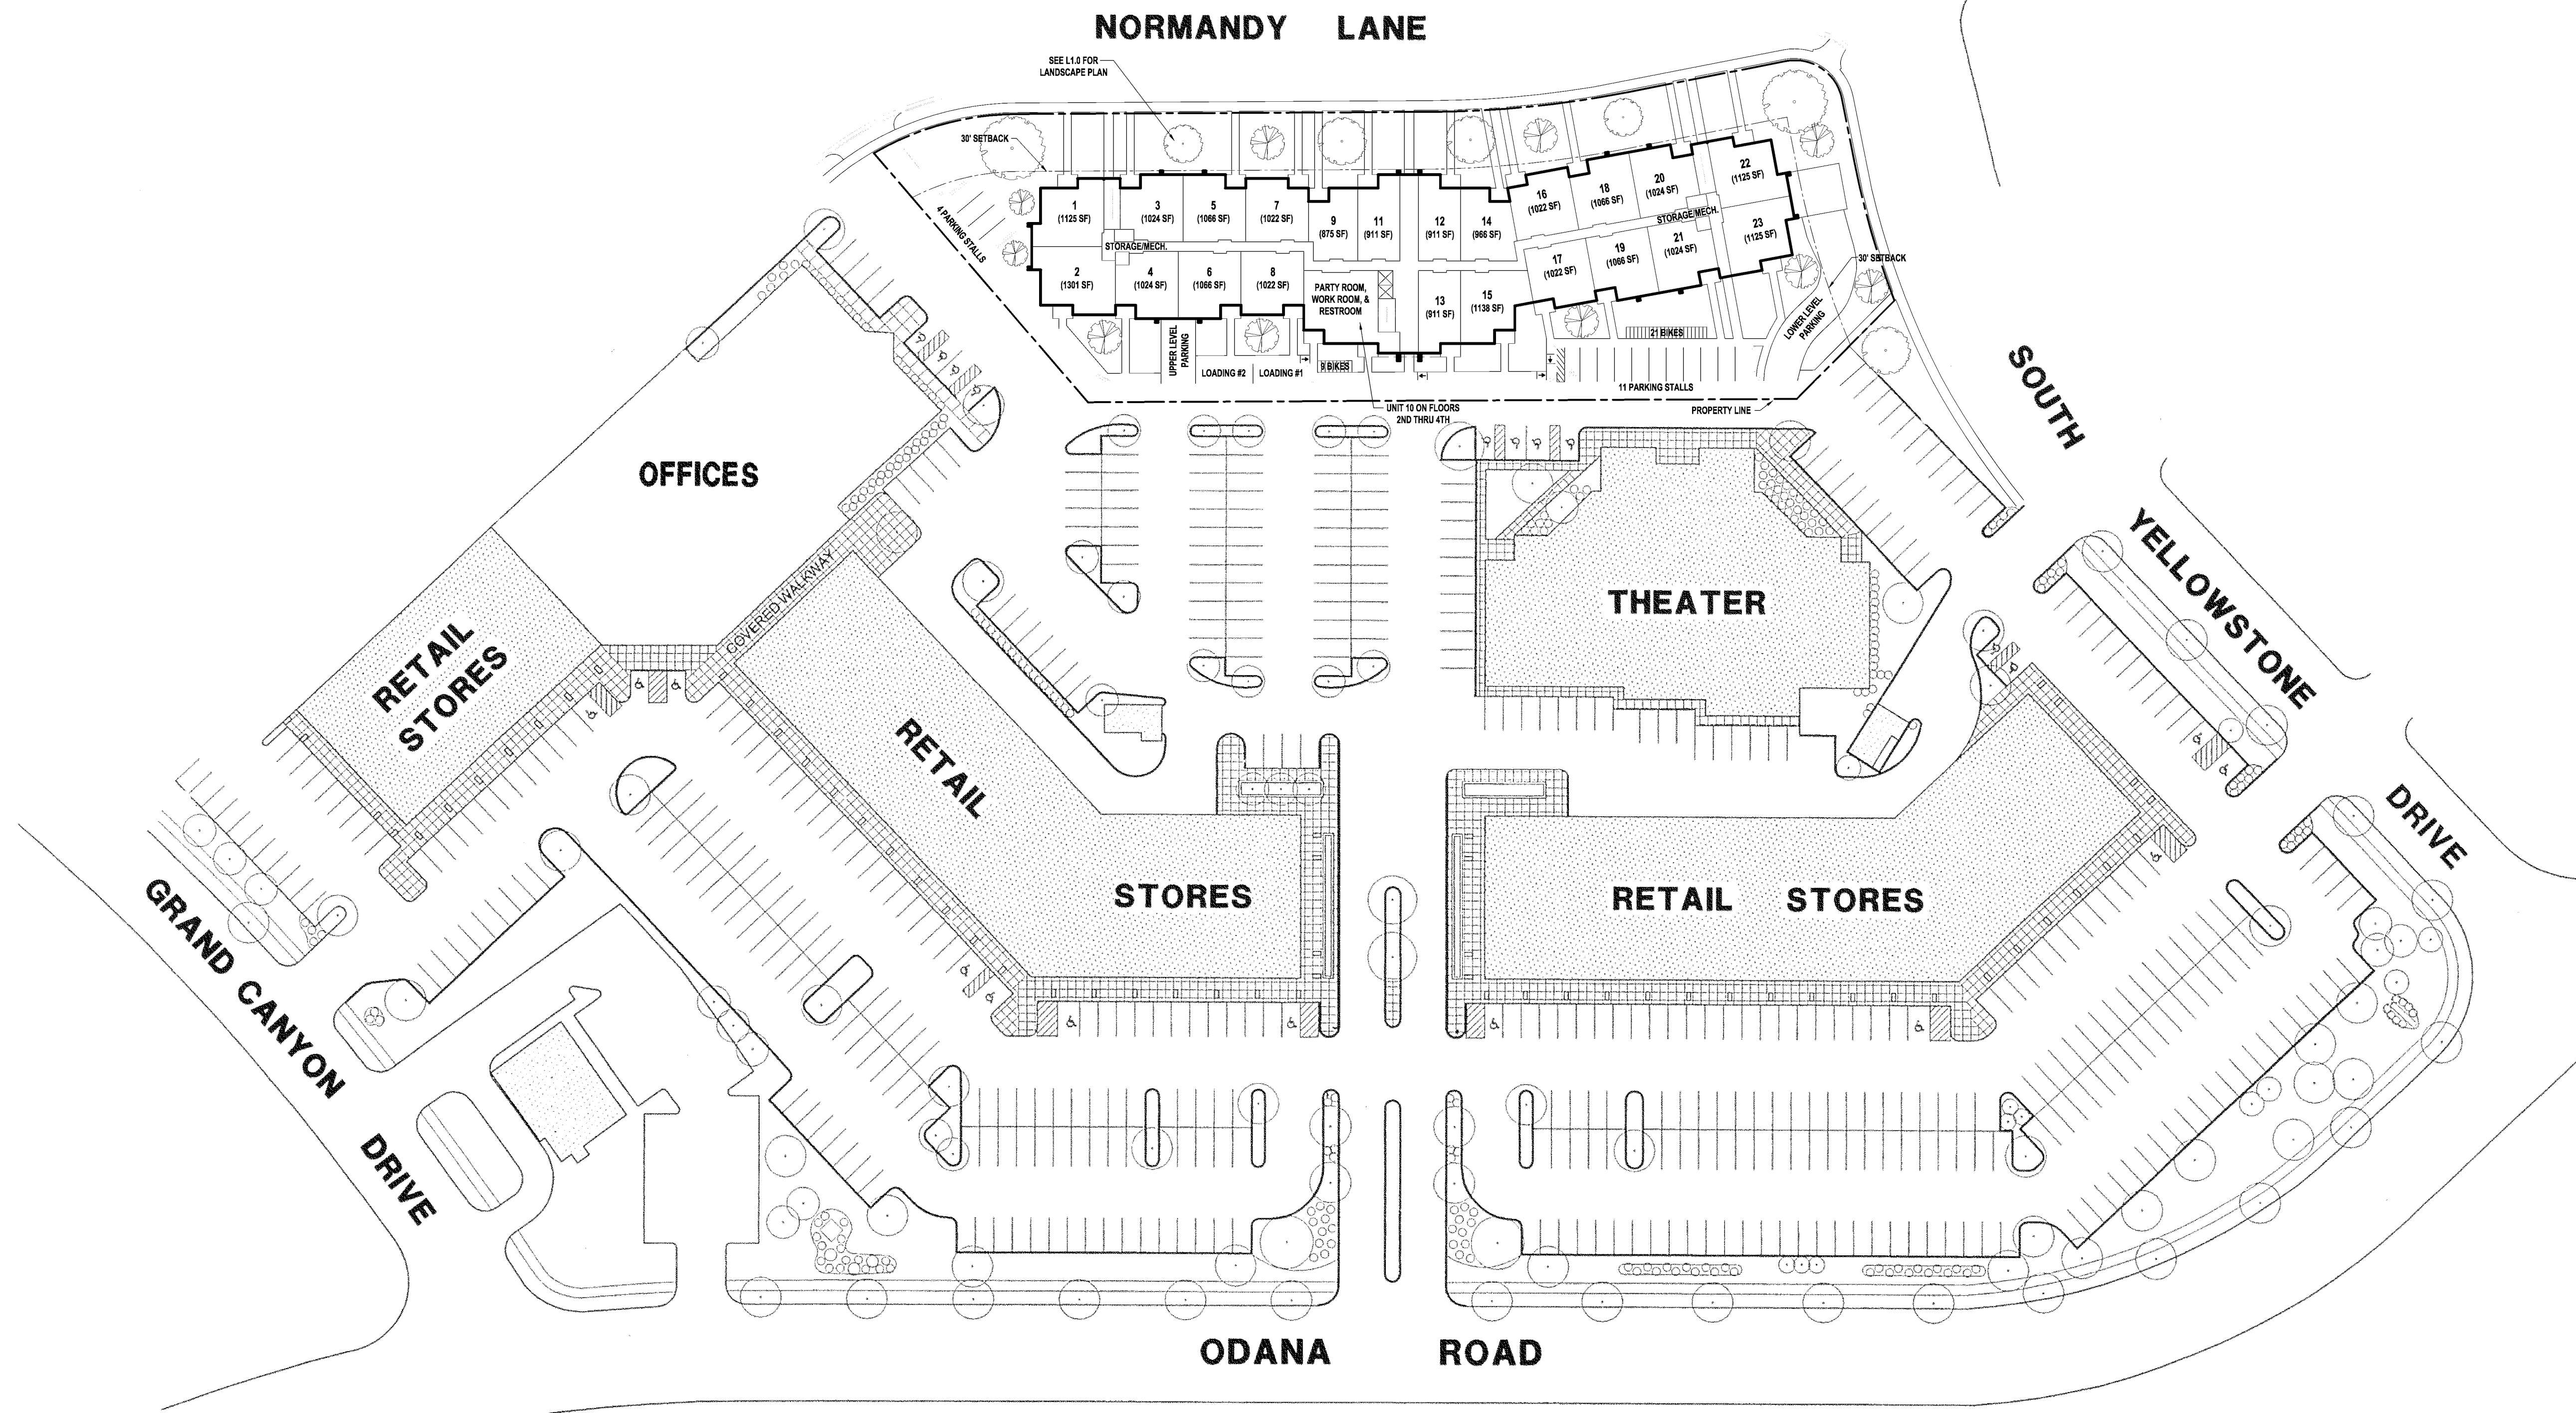 NORMANDY LANE
SEE L1.0 FOR
LANDSCAPE PLAN
30' SETBACK
4 PARKING STALLS
1
(1125 SF)
3
(1024 SF)
5
(1066 SF)
7
(1022 SF)
9
(875 SF)
11
(911 SF)
12
(911 SF)
14
(966 SF)
16
(1022 SF)
18
(1066 SF)
20
(1024 SF)
22
(1125 SF)
STORAGE/MECH.
STORAGE/MECH.
2
(1301 SF)
4
(1024 SF)
6
(1066 SF)
8
(1022 SF)
PARTY ROOM,
WORK ROOM, &
RESTROOM
13
(911 SF)
15
(1138 SF)
17
(1022 SF)
19
(1066 SF)
21
(1024 SF)
23
(1125 SF)
30' SETBACK
LOWER LEVEL
PARKING
UPPER LEVEL
PARKING
LOADING #2
LOADING #1
9 BIKES
21 BIKES
11 PARKING STALLS
PROPERTY LINE
UNIT 10 ON FLOORS
2ND THRU 4TH
SOUTH YELLOWSTONE DRIVE
OFFICES
COVERED WALKWAY
THEATER
RETAIL
STORES
RETAIL
STORES
RETAIL STORES
GRAND CANYON DRIVE
ODANA ROAD